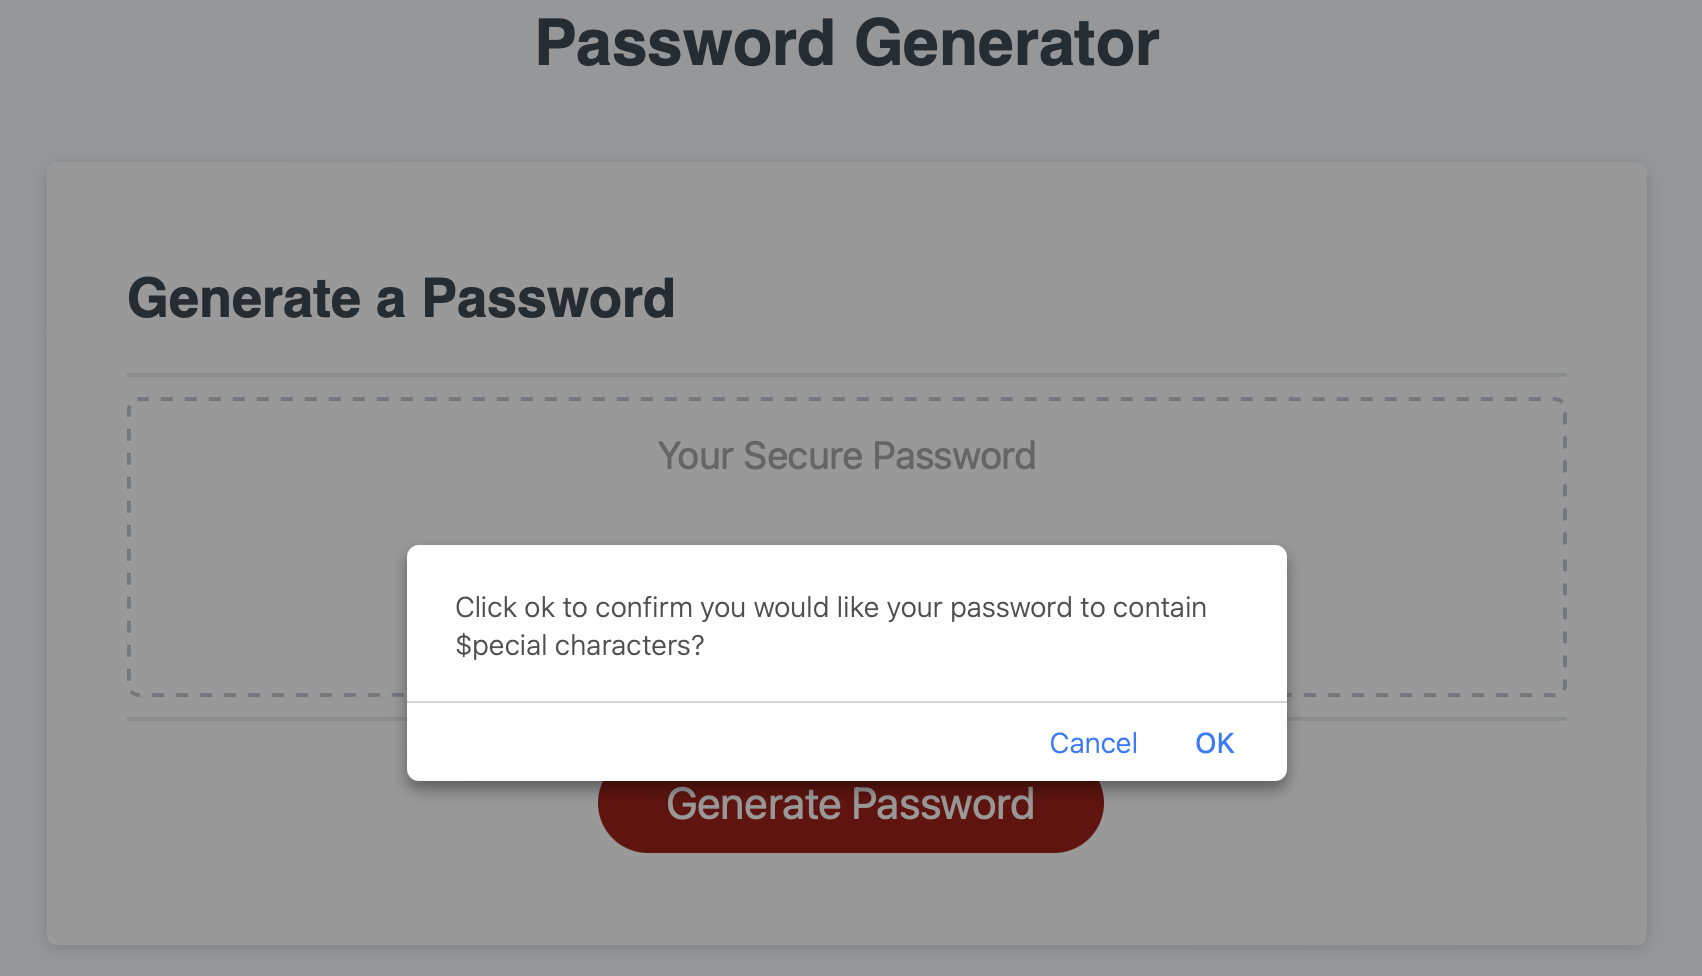 Password Generator
Generate a Password
Your Secure Password
Click ok to confirm you would like your password to contain
$pecial characters?
Cancel OK
Generate Password